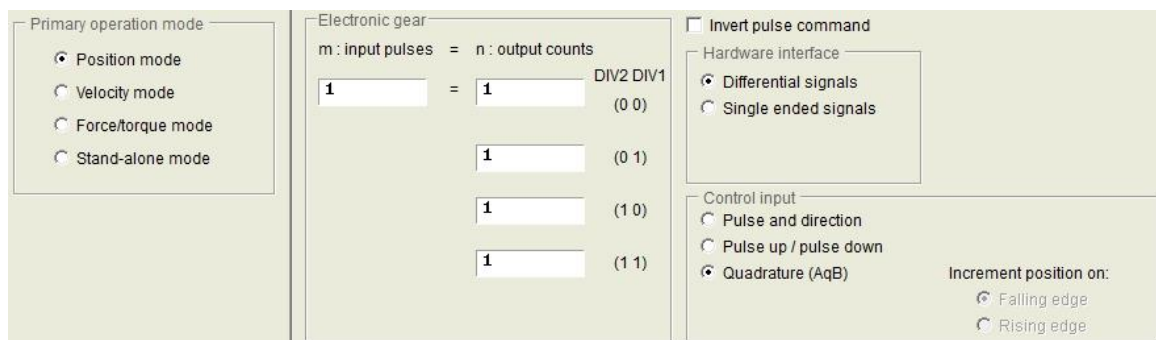 Primary operation mode
Position mode
Velocity mode
Force/torque mode
Stand-alone mode
Electronic gear
m : input pulses = n : output counts
DIV2 DIV1
1 = 1 (0 0)
1 (0 1)
1 (1 0)
1 (1 1)
Invert pulse command
Hardware interface
Differential signals
Single ended signals
Control input
Pulse and direction
Pulse up / pulse down
Quadrature (AqB)
Increment position on:
Falling edge
Rising edge